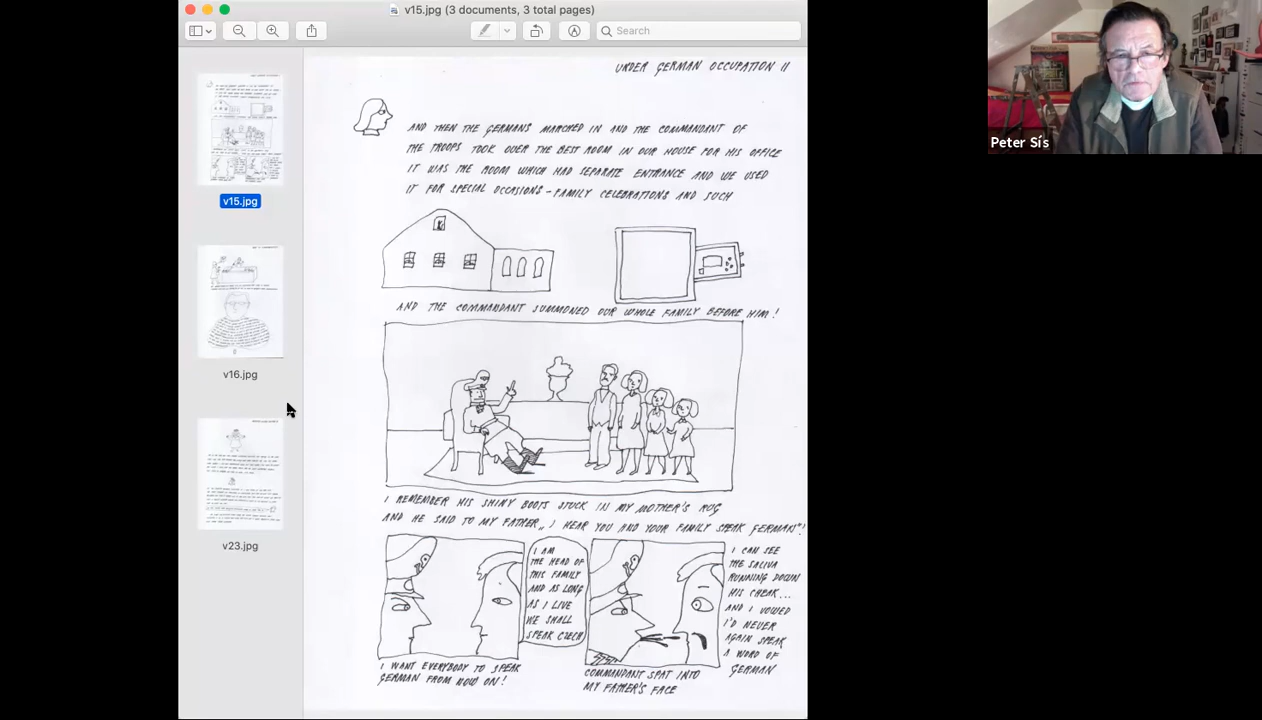 v15.jpg (3 documents, 3 total pages)
Search
Peter Sís
v15.jpg
v16.jpg
v23.jpg
UNDER GERMAN OCCUPATION II
AND THEN THE GERMANS MARCHED IN AND THE COMMANDANT OF
THE TROOPS TOOK OVER THE BEST ROOM IN OUR HOUSE FOR HIS OFFICE
IT WAS THE ROOM WHICH HAD SEPARATE ENTRANCE AND WE USED
IT FOR SPECIAL OCCASIONS – FAMILY CELEBRATIONS AND SUCH
AND THE COMMANDANT SUMMONED OUR WHOLE FAMILY BEFORE HIM!
I REMEMBER HIS SHINY BOOTS STUCK IN MY MOTHER'S RUG
AND HE SAID TO MY FATHER „I HEAR YOU AND YOUR FAMILY SPEAK GERMAN"!
I WANT EVERYBODY TO SPEAK
GERMAN FROM NOW ON!
I AM
THE HEAD OF
THIS FAMILY
AND AS LONG
AS I LIVE
WE SHALL
SPEAK CZECH
COMMANDANT SPAT INTO
MY FATHER'S FACE
I CAN SEE
THE SALIVA
RUNNING DOWN
HIS CHEAK...
AND I VOWED
I'D NEVER
AGAIN SPEAK
A WORD OF
GERMAN